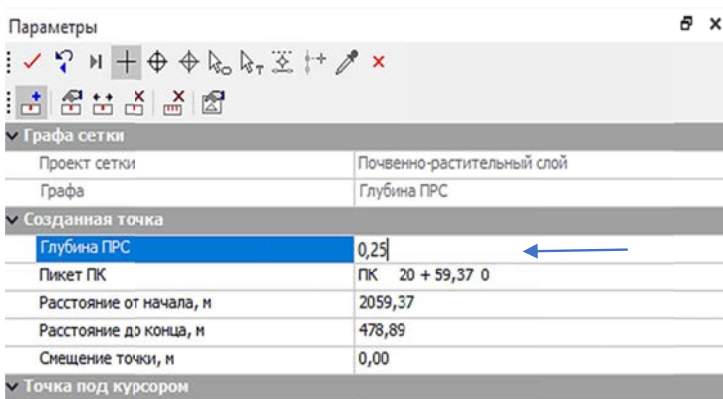 Параметры
Графа сетки
Проект сетки Почвенно-растительный слой
Графа Глубина ПРС
Созданная точка
Глубина ПРС 0,25
Пикет ПК ПК 20 + 59,37 0
Расстояние от начала, м 2059,37
Расстояние до конца, м 478,89
Смещение точки, м 0,00
Точка под курсором